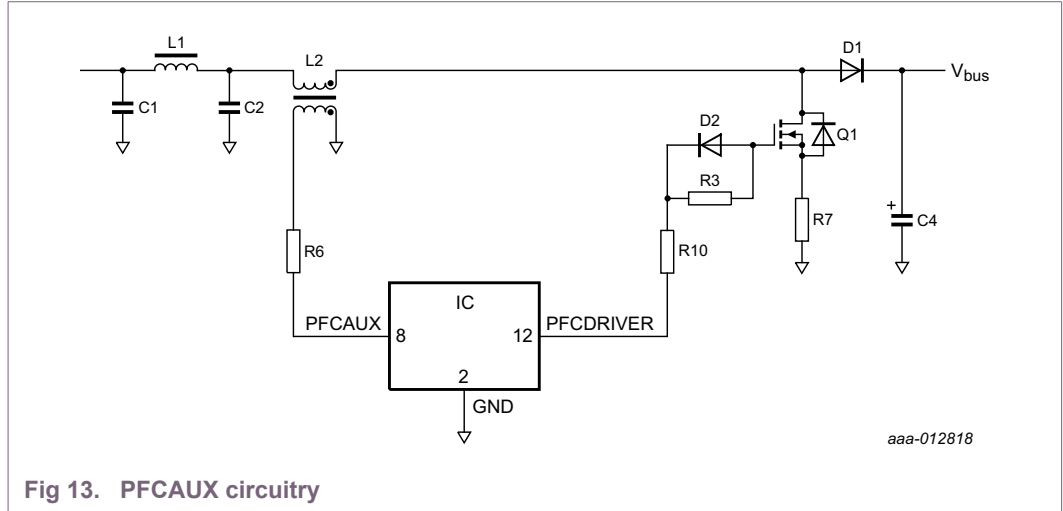 L1
L2
D1
Vbus
C1
C2
D2
Q1
R3
R7
C4
+
R6
R10
IC
PFCAUX
8
12
PFCDRIVER
2
GND
aaa-012818
Fig 13. PFCAUX circuitry